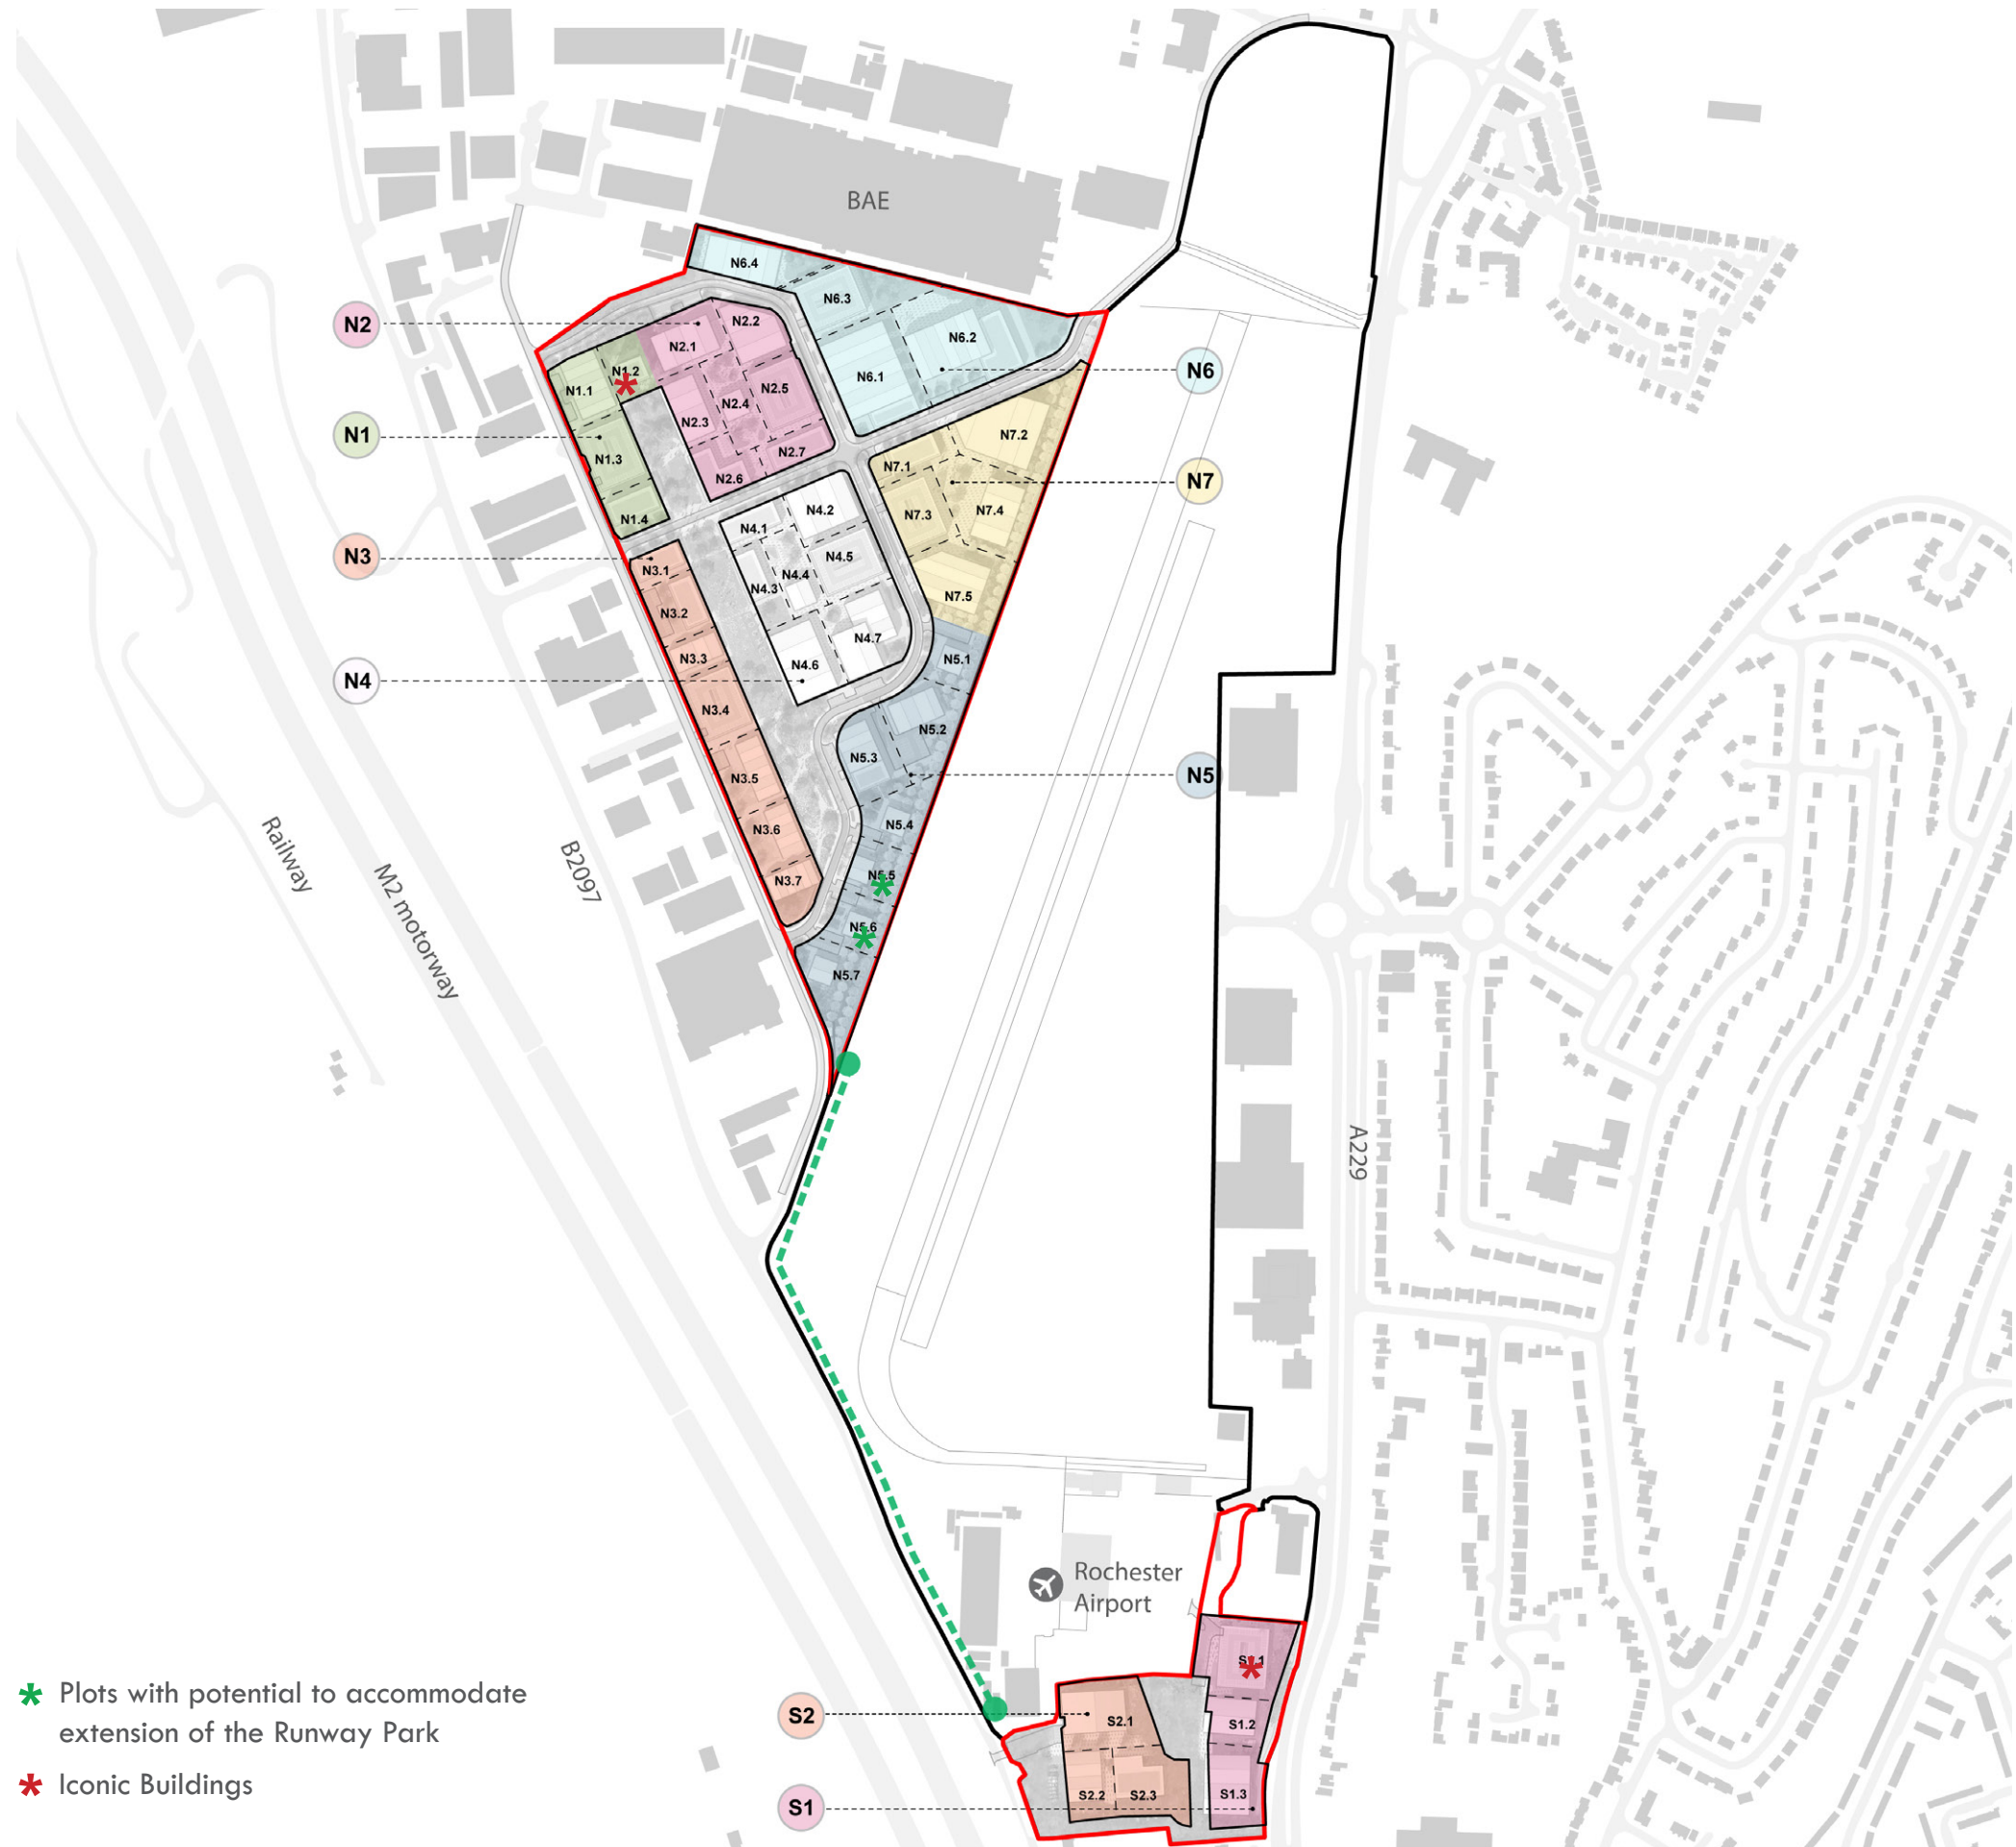 BAE
N6.4
N6.3
N2
N2.2
N6.2
N2.1
N1.2
N6.1
N6
N1.1
N2.5
N2.4
N2.3
N1
N7.2
N2.7
N1.3
N7.1
N2.6
N7
N4.2
N7.4
N7.3
N1.4
N4.1
N3
N4.5
N3.1
N4.4
N4.3
N7.5
N3.2
N4.7
N3.3
N5.1
N4.6
N4
N3.4
N5.2
N5.3
N5
N3.5
N5.4
N3.6
Railway
M2 motorway
B2097
N5.5
N3.7
N5.6
N5.7
A229
Rochester
Airport
S1.1
Plots with potential to accommodate
extension of the Runway Park
S2
S2.1
S1.2
Iconic Buildings
S2.2
S2.3
S1.3
S1